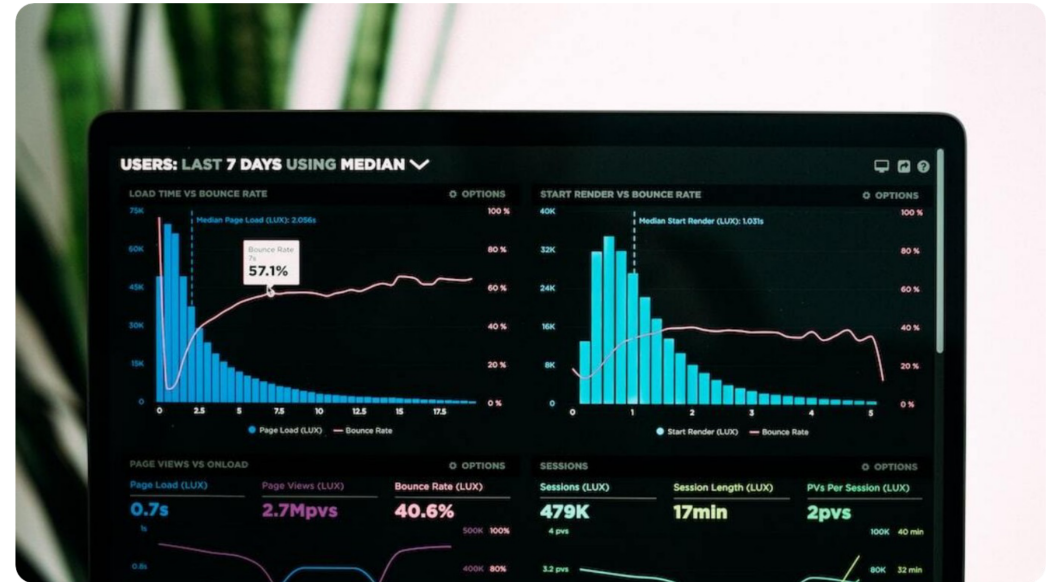 USERS: LAST 7 DAYS USING MEDIAN
LOAD TIME VS BOUNCE RATE
OPTIONS
75K
60K
45K
30K
15K
0
Median Page Load (LUX): 2.056s
Bounce Rate
7s
57.1%
100 %
80 %
60 %
40 %
20 %
0 %
0 2.5 5 7.5 10 12.5 15 17.5
Page Load (LUX) Bounce Rate
START RENDER VS BOUNCE RATE
OPTIONS
40K
32K
24K
16K
8K
0
Median Start Render (LUX): 1.031s
100 %
80 %
60 %
40 %
20 %
0 %
0 1 2 3 4 5
Start Render (LUX) Bounce Rate
PAGE VIEWS VS ONLOAD
OPTIONS
Page Load (LUX)
0.7s
Page Views (LUX)
2.7Mpvs
Bounce Rate (LUX)
40.6%
1s
0.8s
500K 100%
400K 80%
SESSIONS
OPTIONS
Sessions (LUX)
479K
Session Length (LUX)
17min
PVs Per Session (LUX)
2pvs
4 pvs
3.2 pvs
100K 40 min
80K 32 min